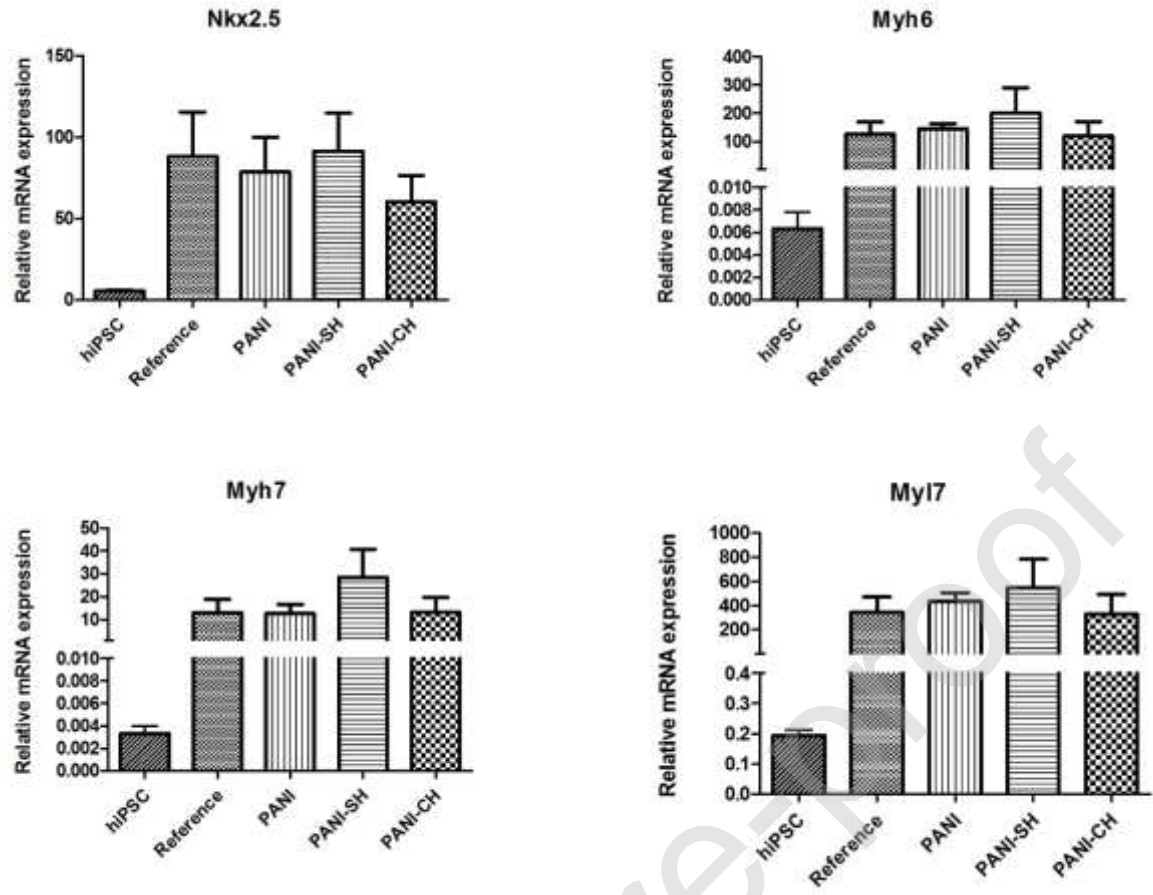 Nkx2.5
Relative mRNA expression
150
100
50
0
hiPSC
Reference
PANI
PANI-SH
PANI-CH
Myh6
Relative mRNA expression
400
300
200
100
0.010
0.008
0.006
0.004
0.002
0.000
hiPSC
Reference
PANI
PANI-SH
PANI-CH
Myh7
Relative mRNA expression
50
40
30
20
10
0.010
0.008
0.006
0.004
0.002
0.000
hiPSC
Reference
PANI
PANI-SH
PANI-CH
Myl7
Relative mRNA expression
1000
800
600
400
200
0.4
0.3
0.2
0.1
0.0
hiPSC
Reference
PANI
PANI-SH
PANI-CH
re-proof